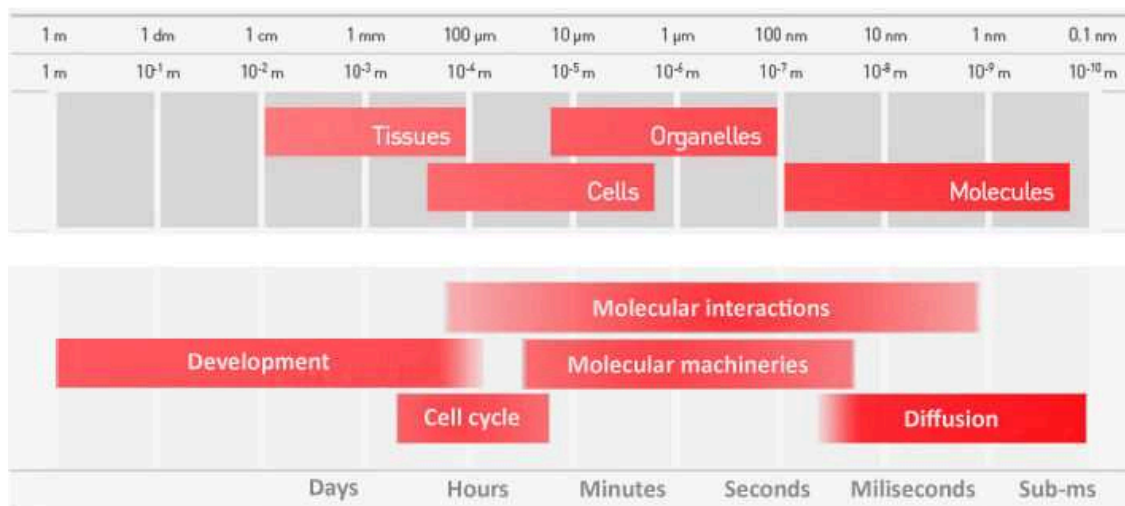 1 m 1 dm 1 cm 1 mm 100 µm 10 µm 1 µm 100 nm 10 nm 1 nm 0.1 nm
1 m 10⁻¹ m 10⁻² m 10⁻³ m 10⁻⁴ m 10⁻⁵ m 10⁻⁶ m 10⁻⁷ m 10⁻⁸ m 10⁻⁹ m 10⁻¹⁰ m
Tissues Organelles
Cells Molecules
Molecular interactions
Development Molecular machineries
Cell cycle Diffusion
Days Hours Minutes Seconds Miliseconds Sub-ms